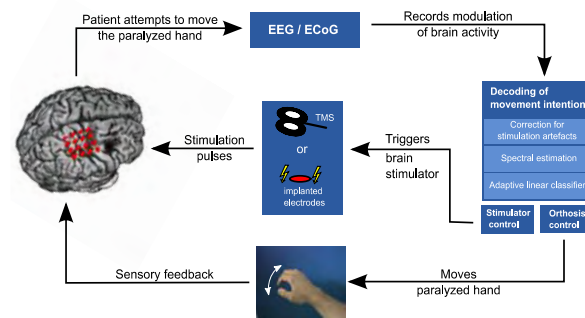 Patient attempts to move
the paralyzed hand
EEG / ECoG
Records modulation
of brain activity
Decoding of
movement intention
Correction for
stimulation artefacts
Spectral estimation
Adaptive linear classifier
Stimulator
control
Orthosis
control
Triggers
brain
stimulator
TMS
or
implanted
electrodes
Stimulation
pulses
Moves
paralyzed hand
Sensory feedback